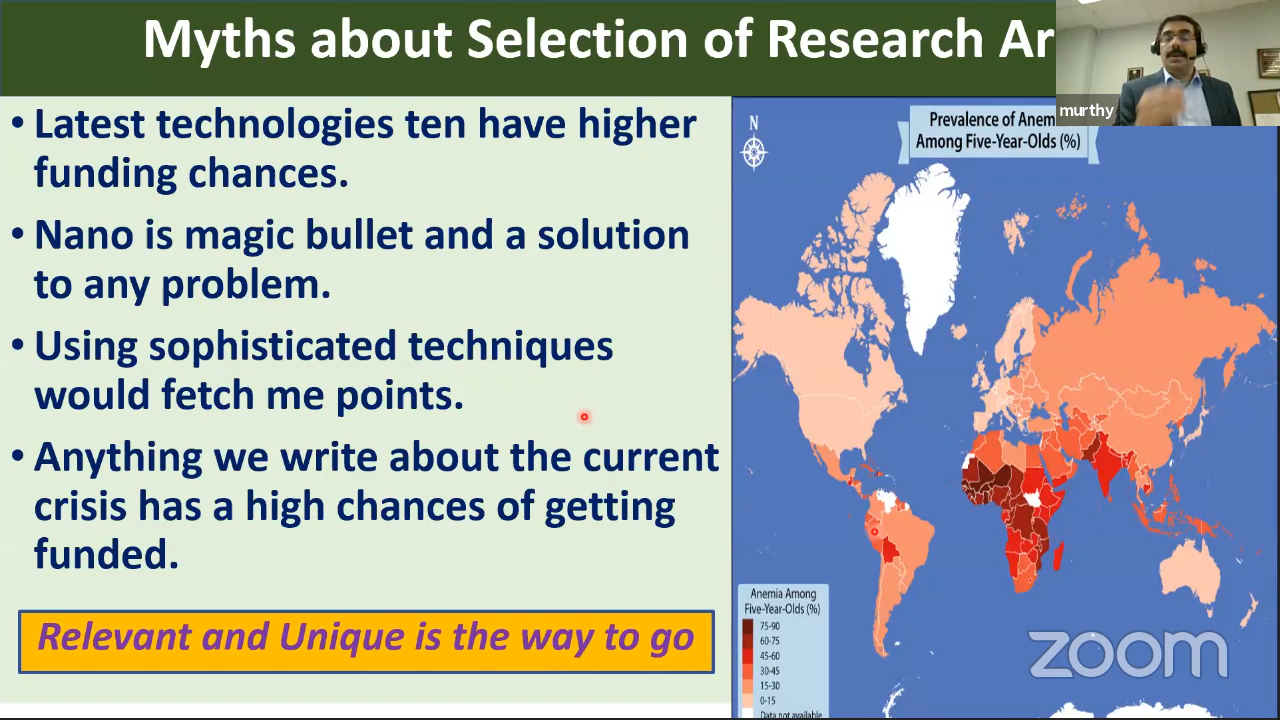 Myths about Selection of Research Ar
murthy
• Latest technologies ten have higher
funding chances.
• Nano is magic bullet and a solution
to any problem.
• Using sophisticated techniques
would fetch me points.
• Anything we write about the current
crisis has a high chances of getting
funded.
Relevant and Unique is the way to go
N
Prevalence of Anem
Among Five-Year-Olds (%)
Anemia Among
Five-Year-Olds (%)
75-90
60-75
45-60
30-45
15-30
0-15
Data not available
zoom